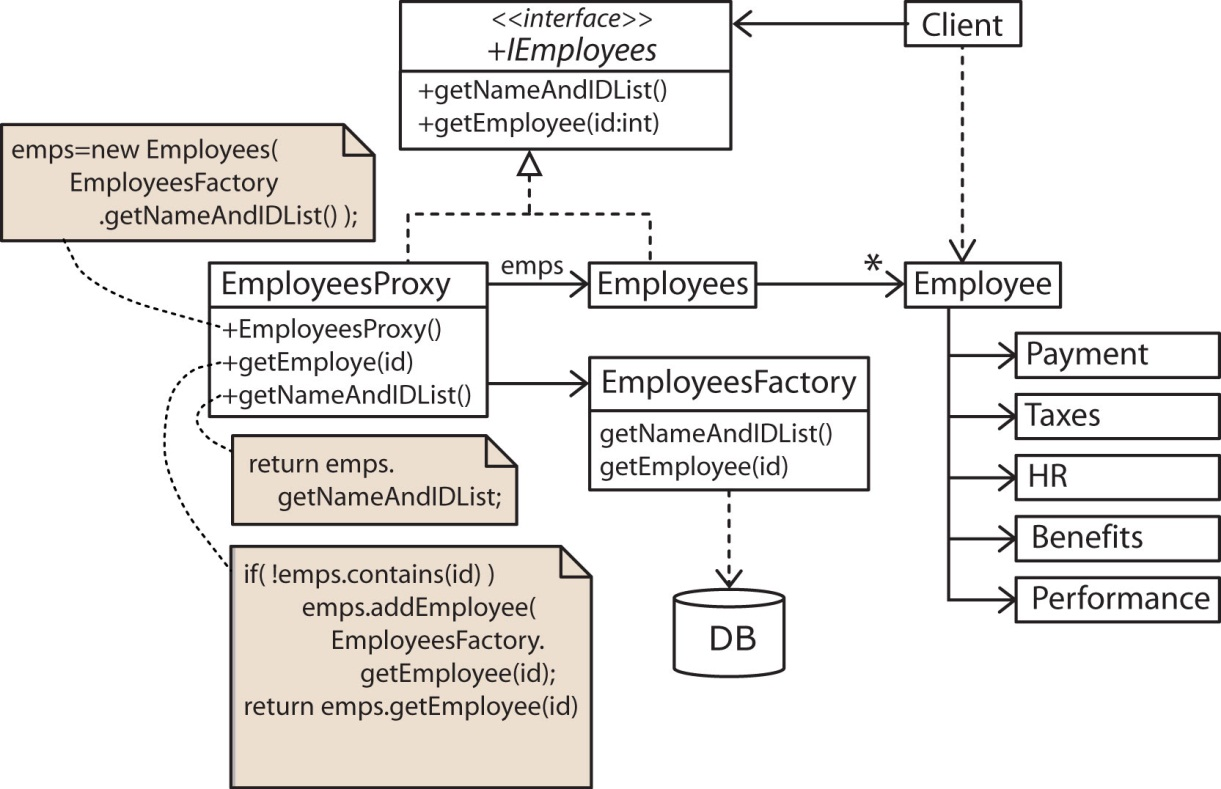 <<interface>>
+IEmployees
+getNameAndIDList()
+getEmployee(id:int)
Client
emps=new Employees(
EmployeesFactory
.getNameAndIDList() );
EmployeesProxy
+EmployeesProxy()
+getEmploye(id)
+getNameAndIDList()
emps
Employees
*
Employee
Payment
Taxes
HR
Benefits
Performance
EmployeesFactory
getNameAndIDList()
getEmployee(id)
DB
return emps.
getNameAndIDList;
if( !emps.contains(id) )
emps.addEmployee(
EmployeesFactory.
getEmployee(id);
return emps.getEmployee(id)